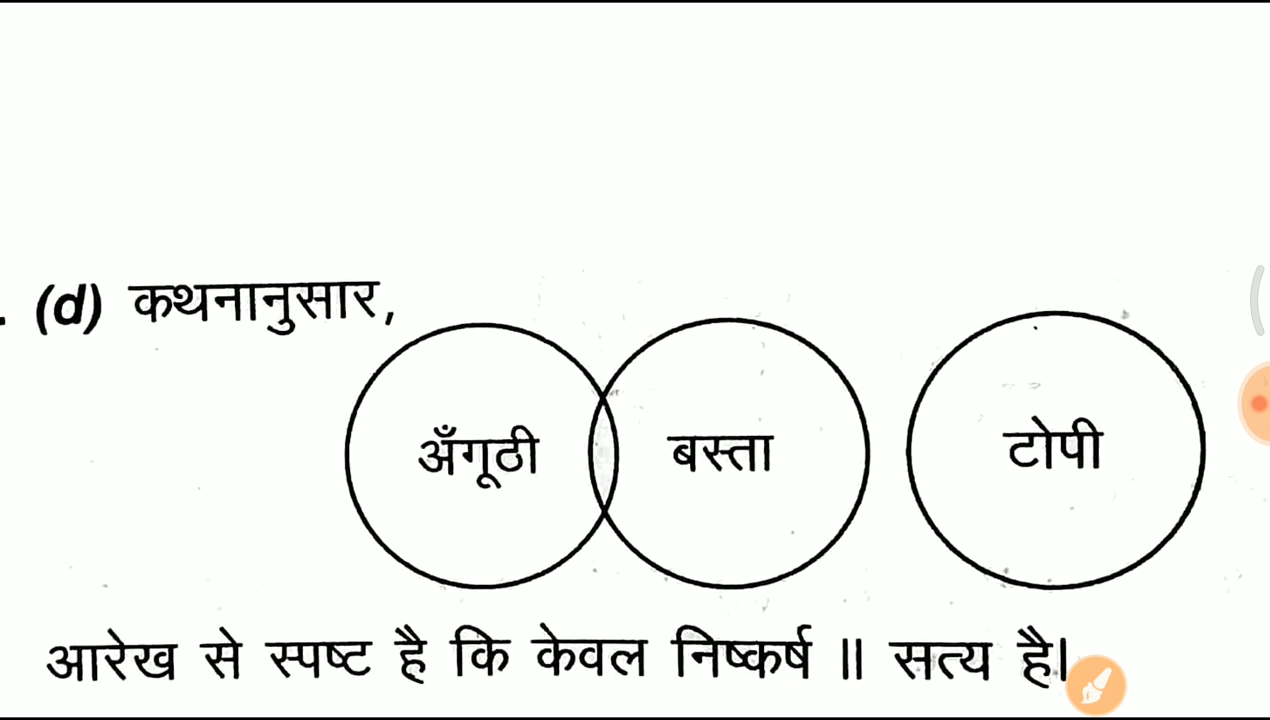 . (d) कथनानुसार,
अँगूठी बस्ता टोपी
आरेख से स्पष्ट है कि केवल निष्कर्ष II सत्य है।